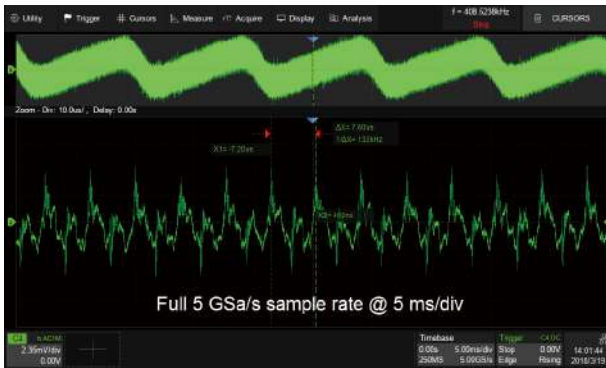 Utility Trigger Cursors Measure Acquire Display Analysis
f = 408.5238kHz
Stop
CURSORS
Zoom - Div: 10.0us/ , Delay: 0.00s
ΔX= 7.60us
1/ΔX= 132kHz
X1= -7.20us
X2= 400ns
Full 5 GSa/s sample rate @ 5 ms/div
C4
2.35mV/div
0.00V
Timebase
0.00s 5.00ms/div
250MS 5.00GS/s
Trigger C4 DC
Stop 0.00V
Edge Rising
14:01:44
2018/3/19